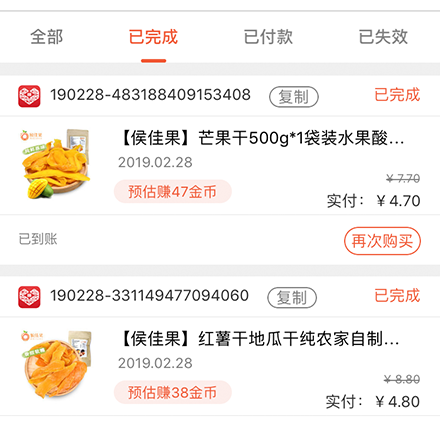 全部 已完成 已付款 已失效
190228-483188409153408 复制 已完成
【侯佳果】芒果干500g*1袋装水果酸...
2019.02.28
¥ 7.70
预估赚47金币
实付：¥ 4.70
已到账 再次购买
190228-331149477094060 复制 已完成
【侯佳果】红薯干地瓜干纯农家自制...
2019.02.28
¥ 8.80
预估赚38金币
实付：¥ 4.80